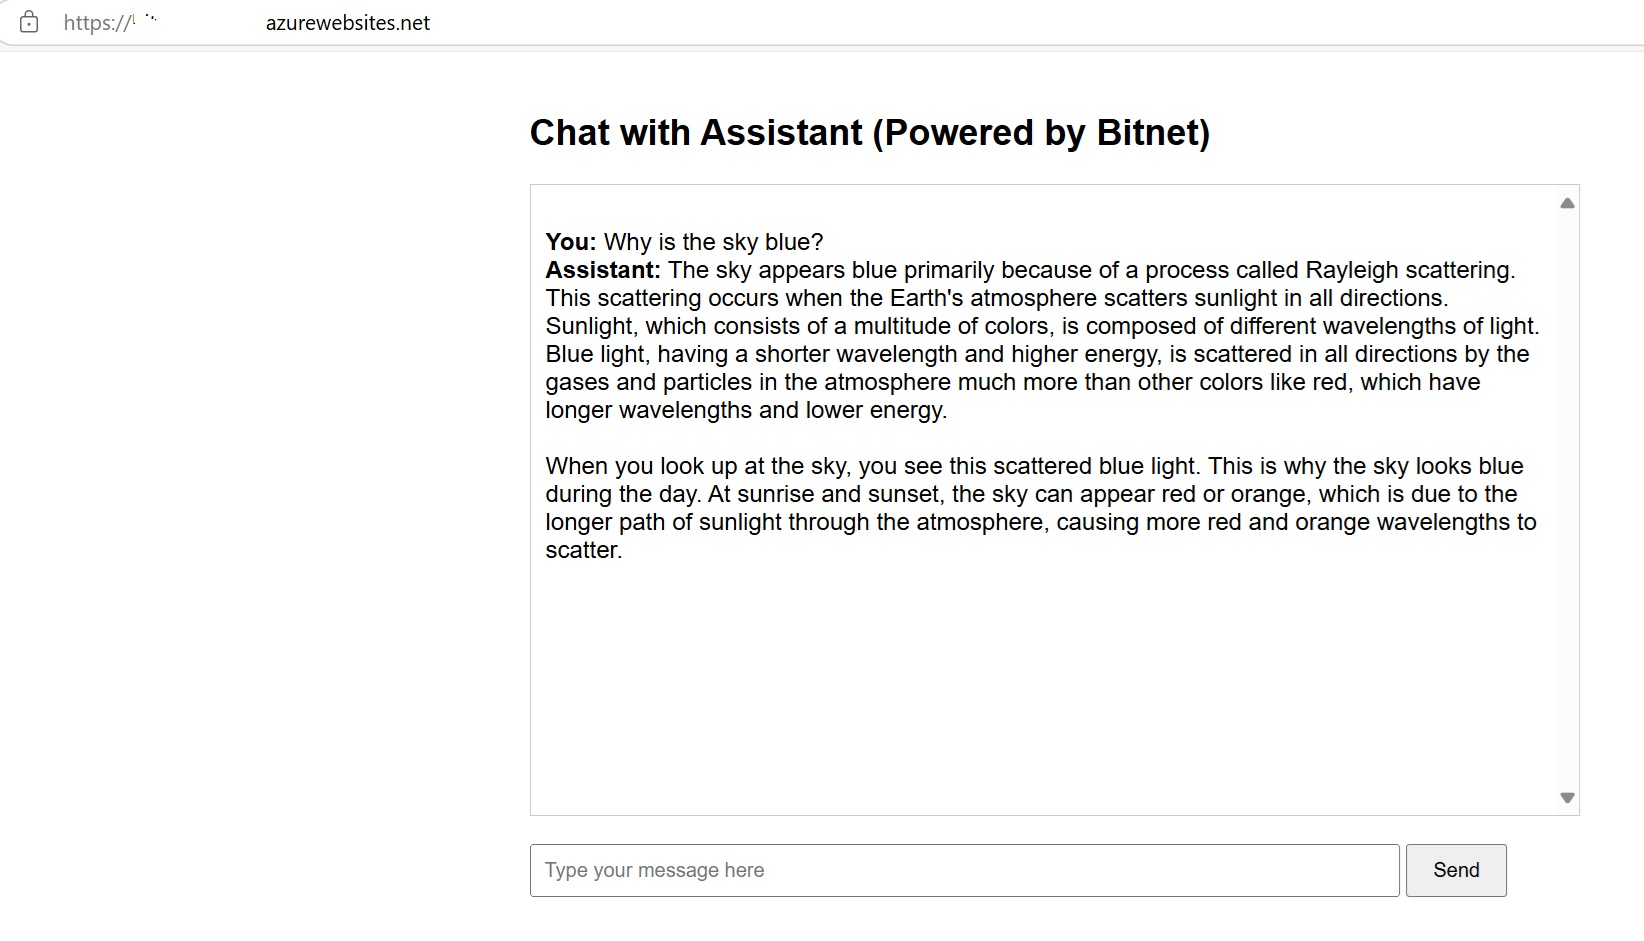 https:// azurewebsites.net
Chat with Assistant (Powered by Bitnet)
You: Why is the sky blue?
Assistant: The sky appears blue primarily because of a process called Rayleigh scattering.
This scattering occurs when the Earth's atmosphere scatters sunlight in all directions.
Sunlight, which consists of a multitude of colors, is composed of different wavelengths of light.
Blue light, having a shorter wavelength and higher energy, is scattered in all directions by the
gases and particles in the atmosphere much more than other colors like red, which have
longer wavelengths and lower energy.
When you look up at the sky, you see this scattered blue light. This is why the sky looks blue
during the day. At sunrise and sunset, the sky can appear red or orange, which is due to the
longer path of sunlight through the atmosphere, causing more red and orange wavelengths to
scatter.
Type your message here
Send